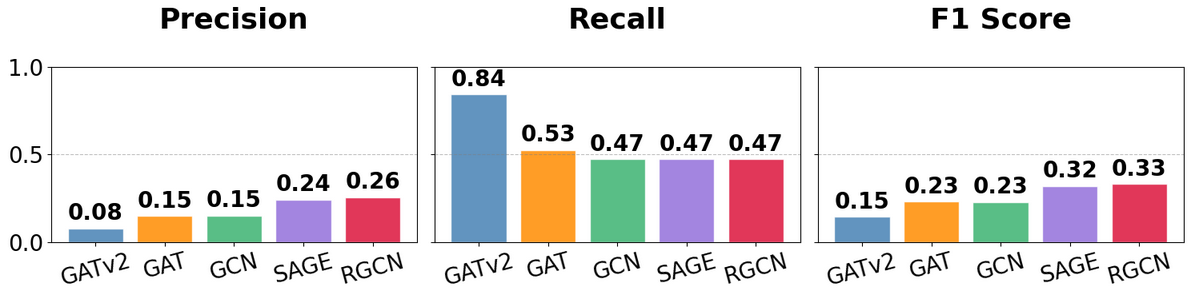 Precision
Recall
F1 Score
1.0
0.5
0.0
0.08
0.15
0.15
0.24
0.26
GATv2
GAT
GCN
SAGE
RGCN
0.84
0.53
0.47
0.47
0.47
GATv2
GAT
GCN
SAGE
RGCN
0.15
0.23
0.23
0.32
0.33
GATv2
GAT
GCN
SAGE
RGCN